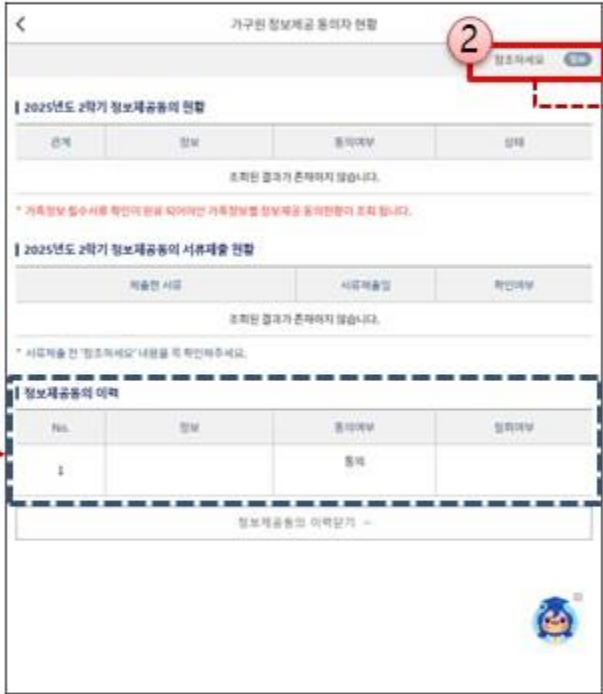 가구원 정보제공 동의자 현황
2
참조하세요
2025년도 2학기 정보제공동의 현황
관계 정보 동의여부 상태
조회된 결과가 존재하지 않습니다.
* 가족정보 필수서류 확인이 완료 되어야만 가족정보별 정보제공 동의현황이 조회 됩니다.
2025년도 2학기 정보제공동의 서류제출 현황
제출한 서류 서류제출일 확인여부
조회된 결과가 존재하지 않습니다.
* 서류제출 전 '참조하세요' 내용을 꼭 확인해주세요.
정보제공동의 이력
No. 정보 동의여부 철회여부
1 동의
정보제공동의 이력닫기